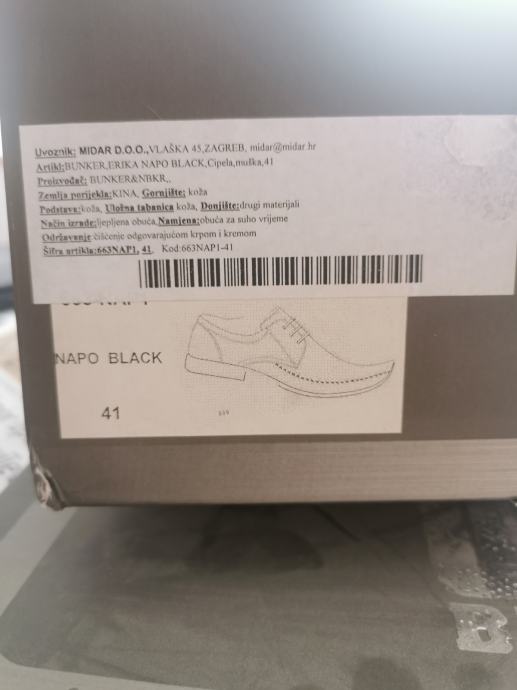 Uvoznik: MIDAR D.O.O.,VLAŠKA 45,ZAGREB, midar@midar.hr
Artikl:BUNKER,ERIKA NAPO BLACK,Cipela,muška,41
Proizvođač: BUNKER&NBKR,,
Zemlja porijekla:KINA, Gornjište: koža
Podstava:koža, Uložna tabanica koža, Donjište:drugi materijali
Način izrade:ljepljena obuća,Namjena:obuća za suho vrijeme
Održavanje čišćenje odgovarajućom krpom i kremom
Šifra artikla:663NAP1, 41, Kod:663NAP1-41
NAPO BLACK
41